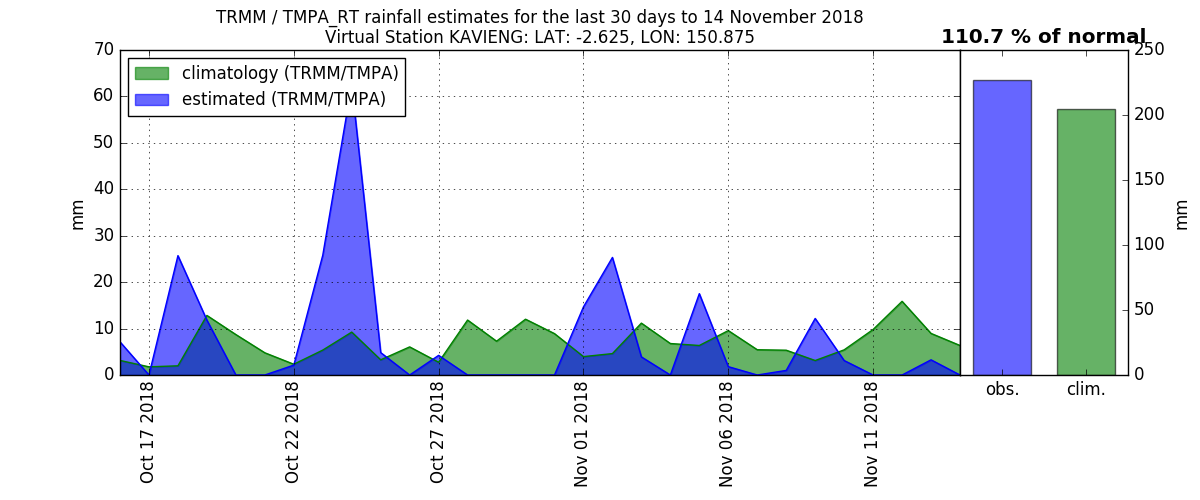 TRMM / TMPA_RT rainfall estimates for the last 30 days to 14 November 2018
Virtual Station KAVIENG: LAT: -2.625, LON: 150.875
110.7 % of normal
climatology (TRMM/TMPA)
estimated (TRMM/TMPA)
70
60
50
40
30
20
10
0
mm
Oct 17 2018
Oct 22 2018
Oct 27 2018
Nov 01 2018
Nov 06 2018
Nov 11 2018
obs.
clim.
250
200
150
100
50
0
mm